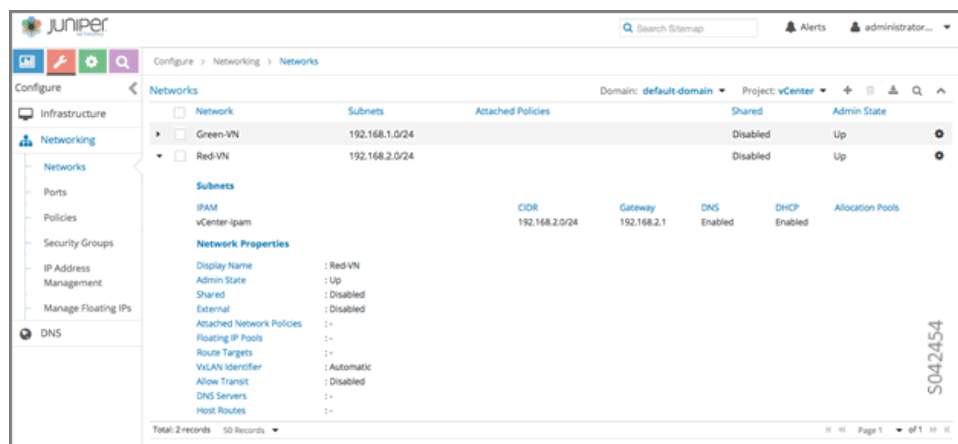 JUNIPER
NETWORKS
Search Sitemap
Alerts
administrator...
Configure > Networking > Networks
Configure
Infrastructure
Networking
Networks
Ports
Policies
Security Groups
IP Address
Management
Manage Floating IPs
DNS
Networks
Domain: default-domain Project: vCenter
Network Subnets Attached Policies Shared Admin State
Green-VN 192.168.1.0/24 Disabled Up
Red-VN 192.168.2.0/24 Disabled Up
Subnets
IPAM CIDR Gateway DNS DHCP Allocation Pools
vCenter-ipam 192.168.2.0/24 192.168.2.1 Enabled Enabled
Network Properties
Display Name : Red-VN
Admin State : Up
Shared : Disabled
External : Disabled
Attached Network Policies : -
Floating IP Pools : -
Route Targets : -
VxLAN Identifier : Automatic
Allow Transit : Disabled
DNS Servers : -
Host Routes : -
Total: 2 records 50 Records
Page 1 of 1
S042454